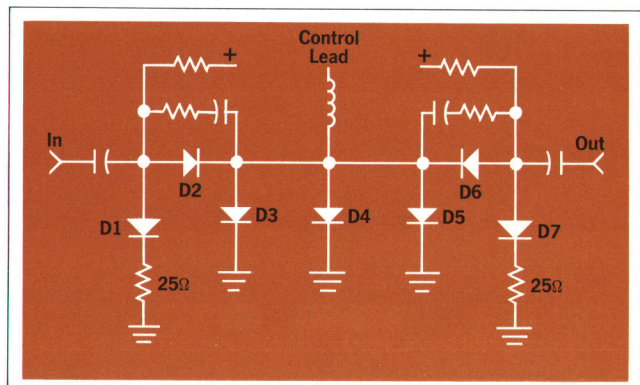 Control
Lead
+
+
In
Out
D2
D6
D1
D3
D4
D5
D7
25Ω
25Ω